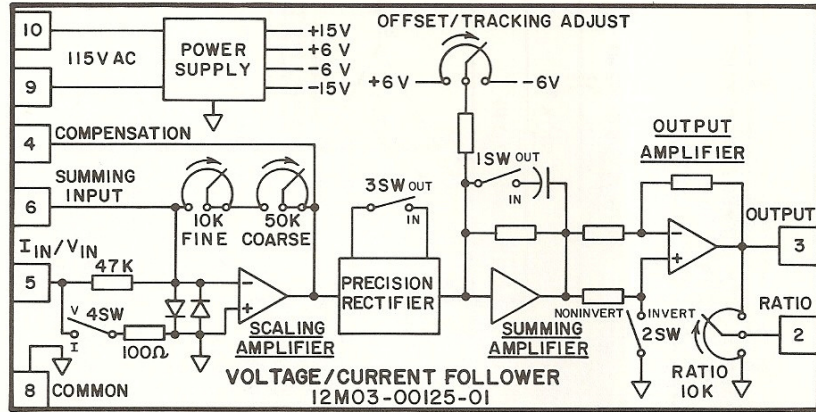 OFFSET/TRACKING ADJUST
10
115V AC
POWER
SUPPLY
+15V
+6 V
-6 V
-15V
9
+6 V
-6V
4
COMPENSATION
OUTPUT
AMPLIFIER
6
SUMMING
INPUT
10K
FINE
50K
COARSE
3SW OUT
IN
1SW OUT
IN
OUTPUT
3
I IN/V IN
5
47K
V
I
4SW
100Ω
SCALING
AMPLIFIER
PRECISION
RECTIFIER
SUMMING
AMPLIFIER
NONINVERT
INVERT
2SW
RATIO
2
RATIO
10K
8
COMMON
VOLTAGE/CURRENT FOLLOWER
12M03-00125-01
-
+
-
+